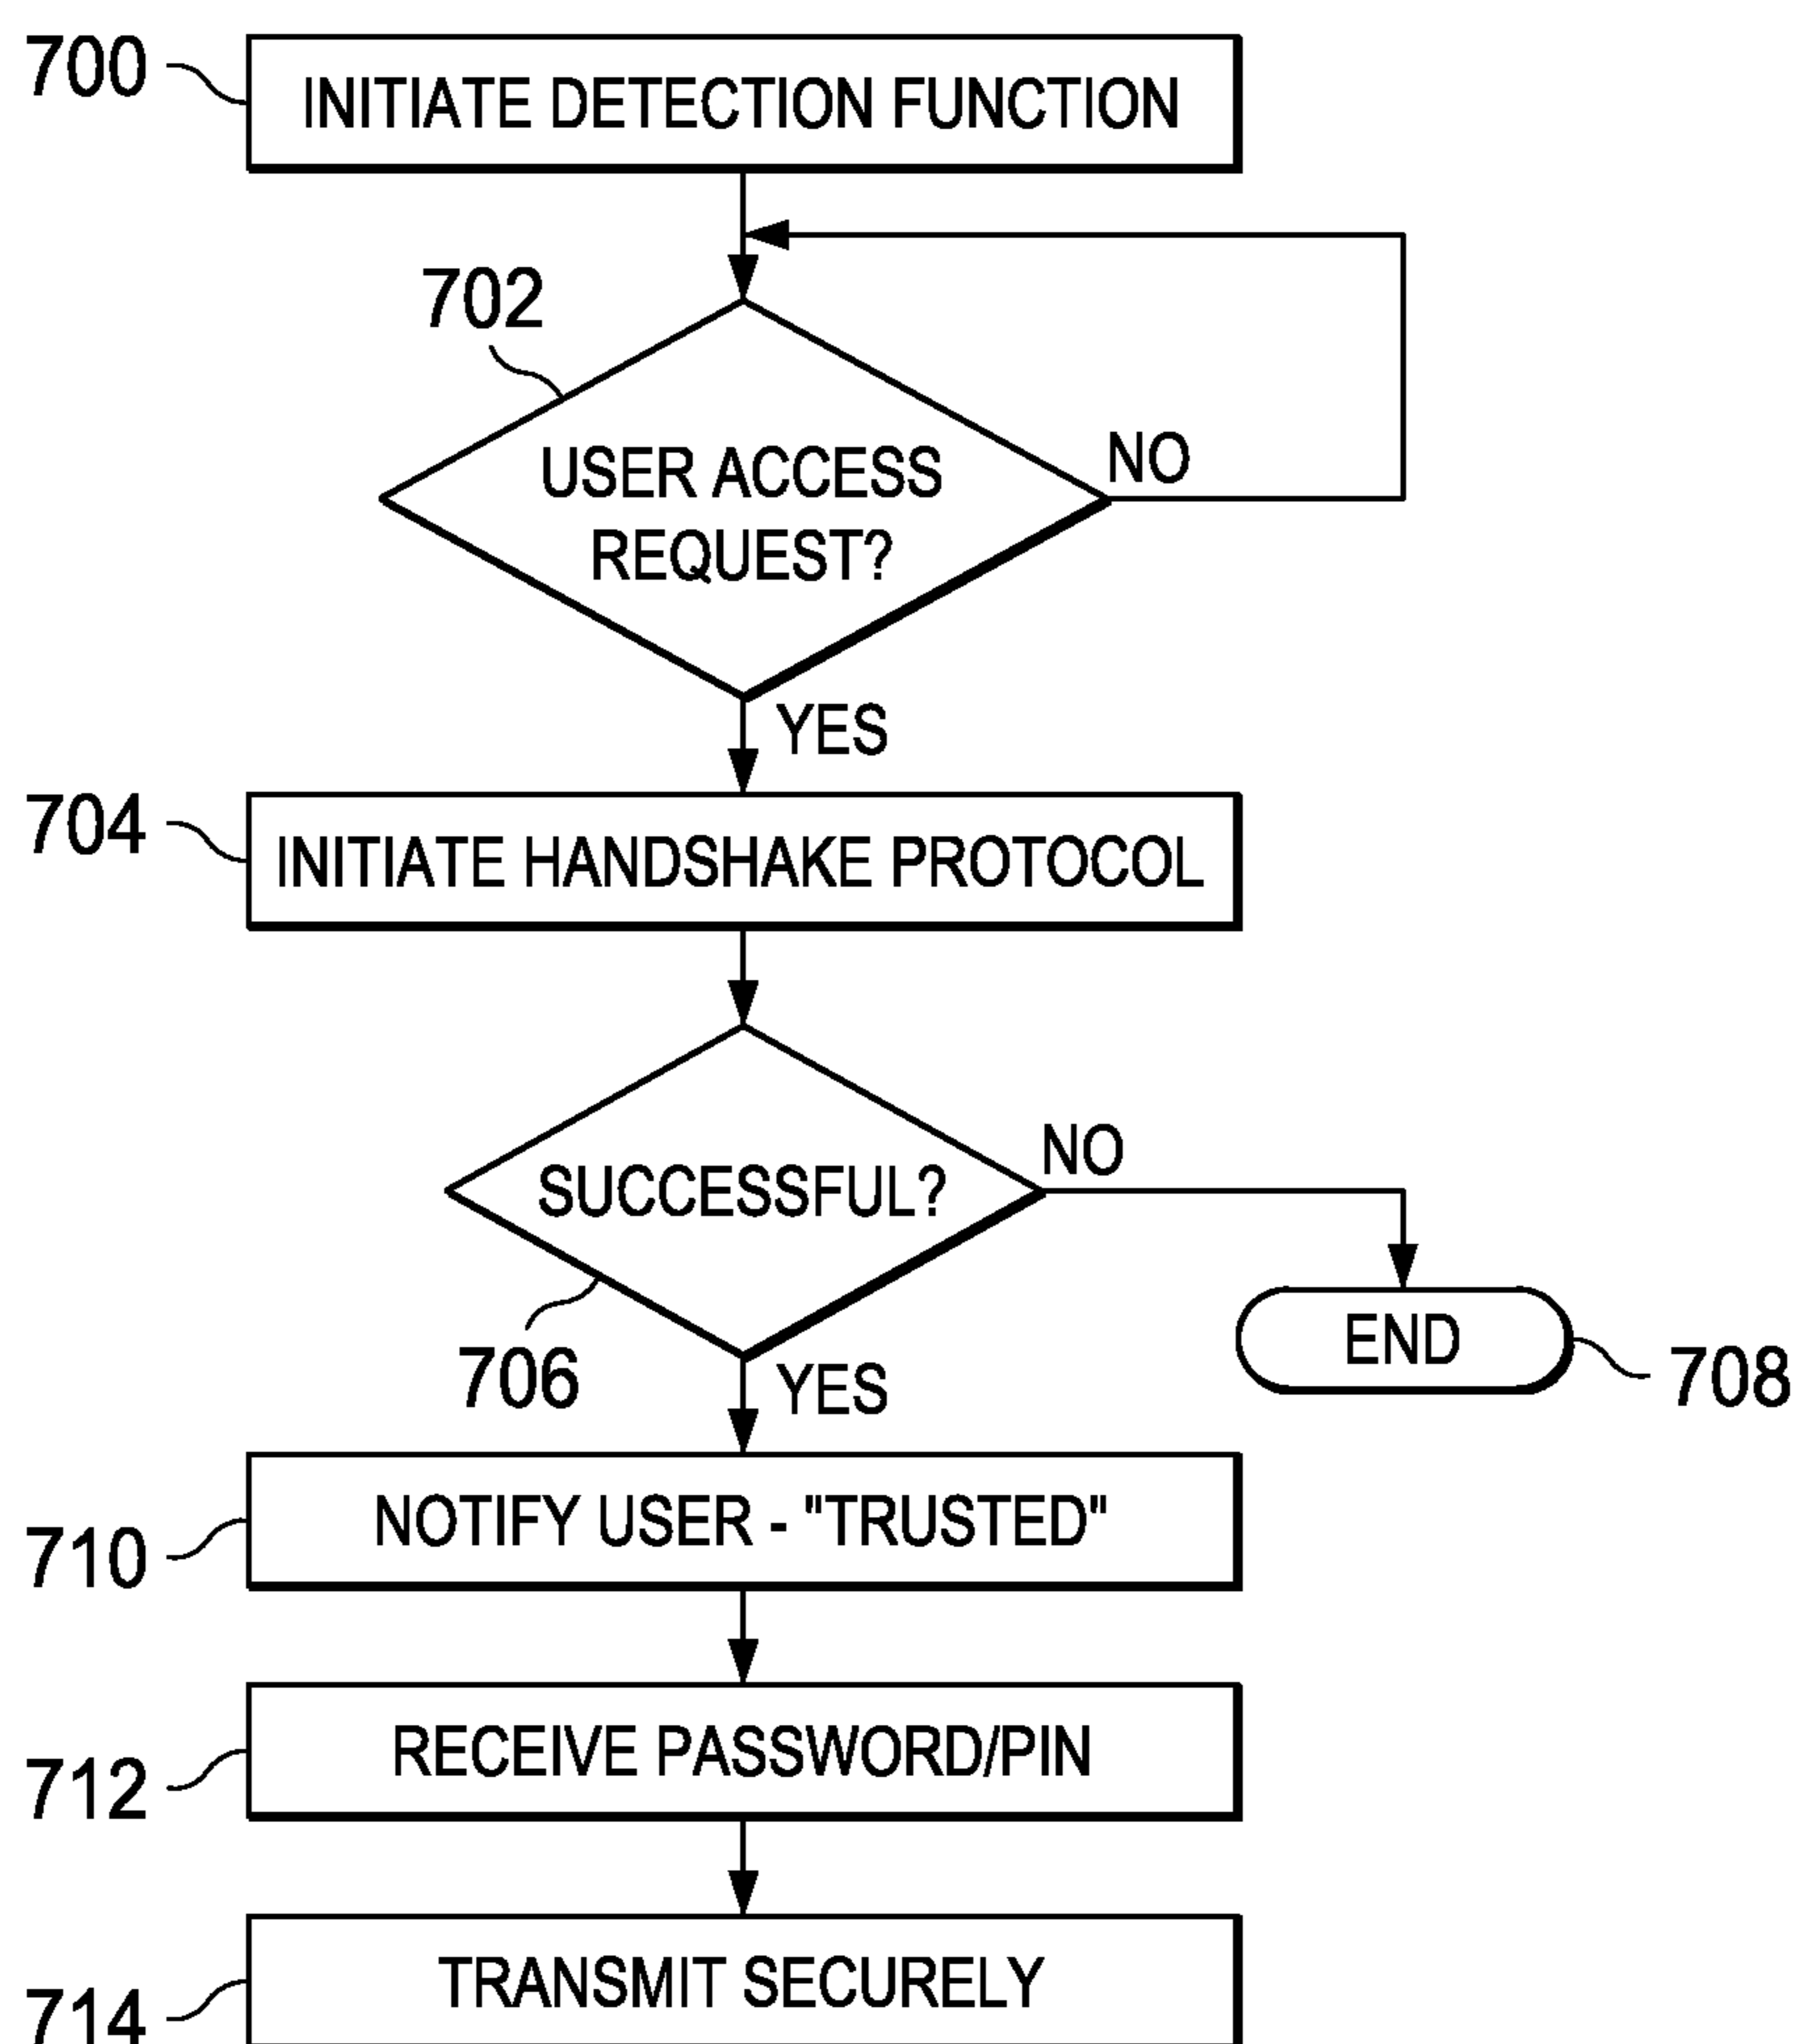 700
INITIATE DETECTION FUNCTION
702
USER ACCESS
REQUEST?
NO
YES
704
INITIATE HANDSHAKE PROTOCOL
SUCCESSFUL?
NO
706
YES
END
708
NOTIFY USER - "TRUSTED"
710
RECEIVE PASSWORD/PIN
712
TRANSMIT SECURELY
714